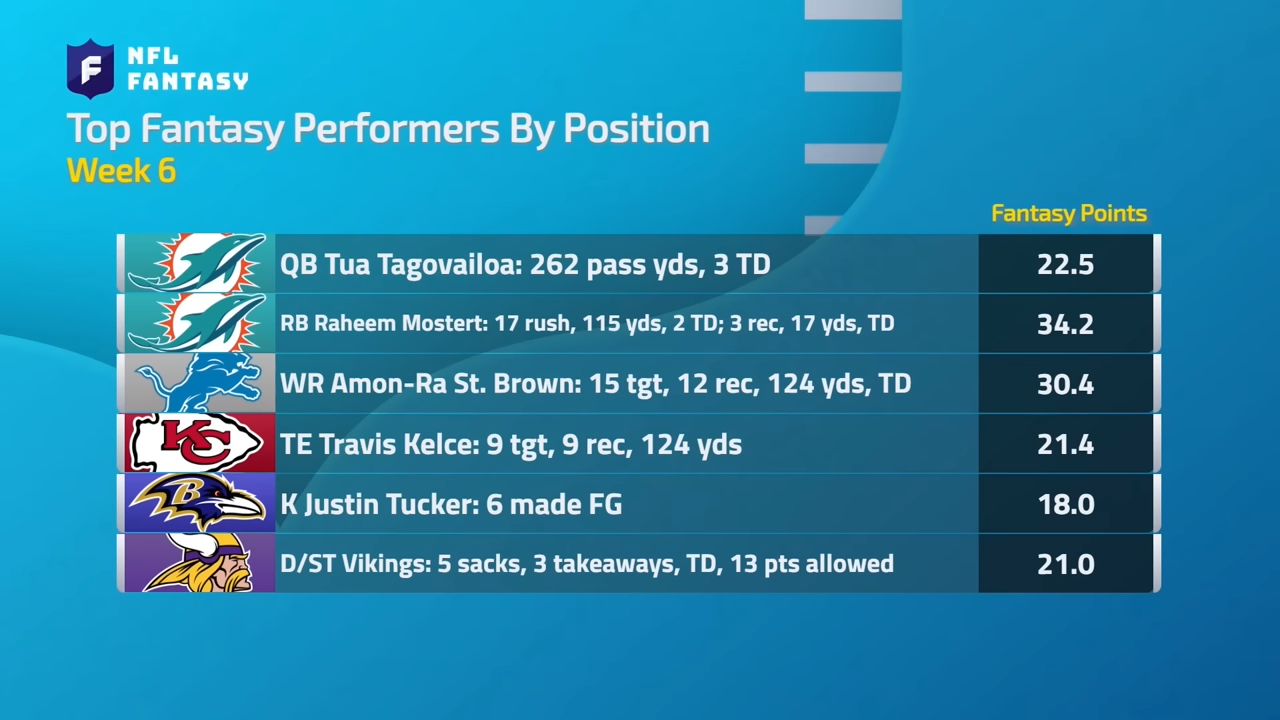 F
NFL
FANTASY
Top Fantasy Performers By Position
Week 6
Fantasy Points
QB Tua Tagovailoa: 262 pass yds, 3 TD 22.5
RB Raheem Mostert: 17 rush, 115 yds, 2 TD; 3 rec, 17 yds, TD 34.2
WR Amon-Ra St. Brown: 15 tgt, 12 rec, 124 yds, TD 30.4
KC TE Travis Kelce: 9 tgt, 9 rec, 124 yds 21.4
B K Justin Tucker: 6 made FG 18.0
D/ST Vikings: 5 sacks, 3 takeaways, TD, 13 pts allowed 21.0